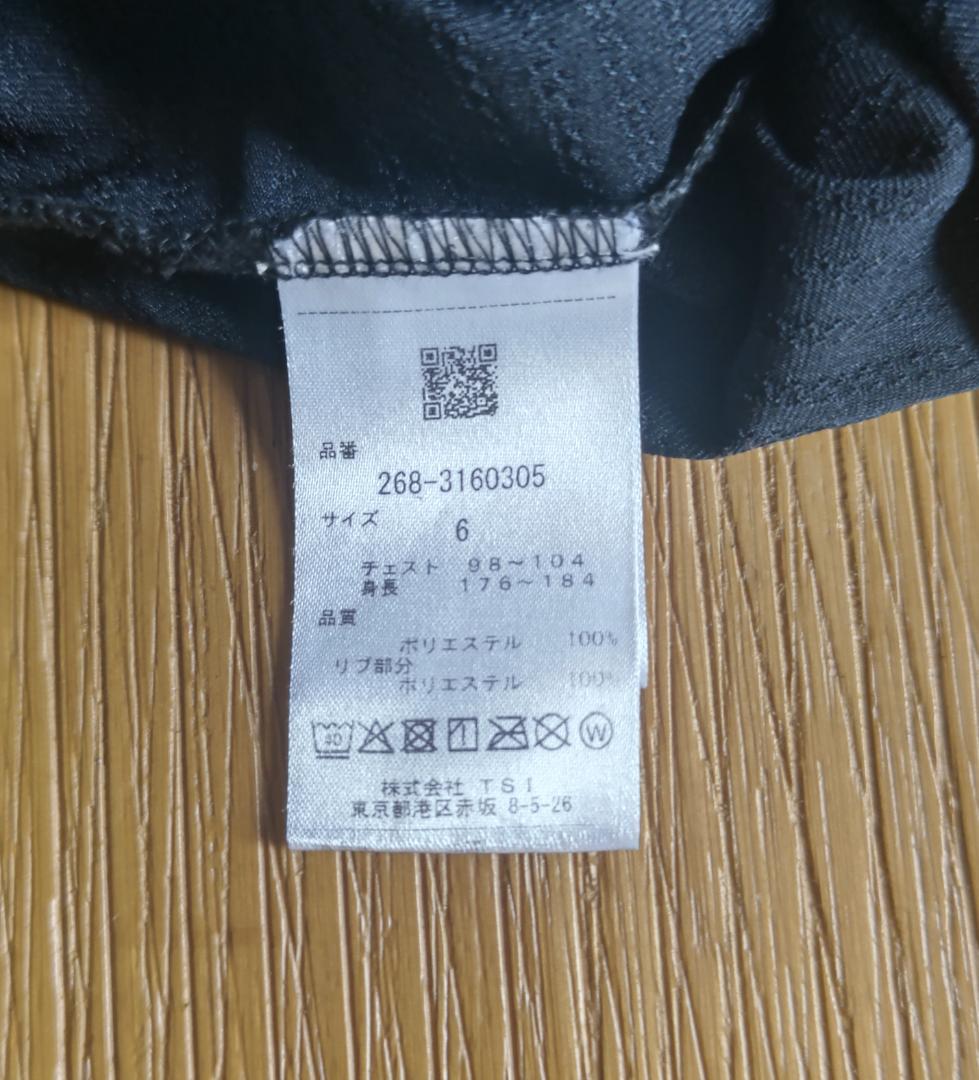 品番
268-3160305
サイズ 6
チェスト 98～104
身長 176～184
品質
ポリエステル 100%
リブ部分
ポリエステル 100%
40
W
株式会社 TSI
東京都港区赤坂 8-5-26